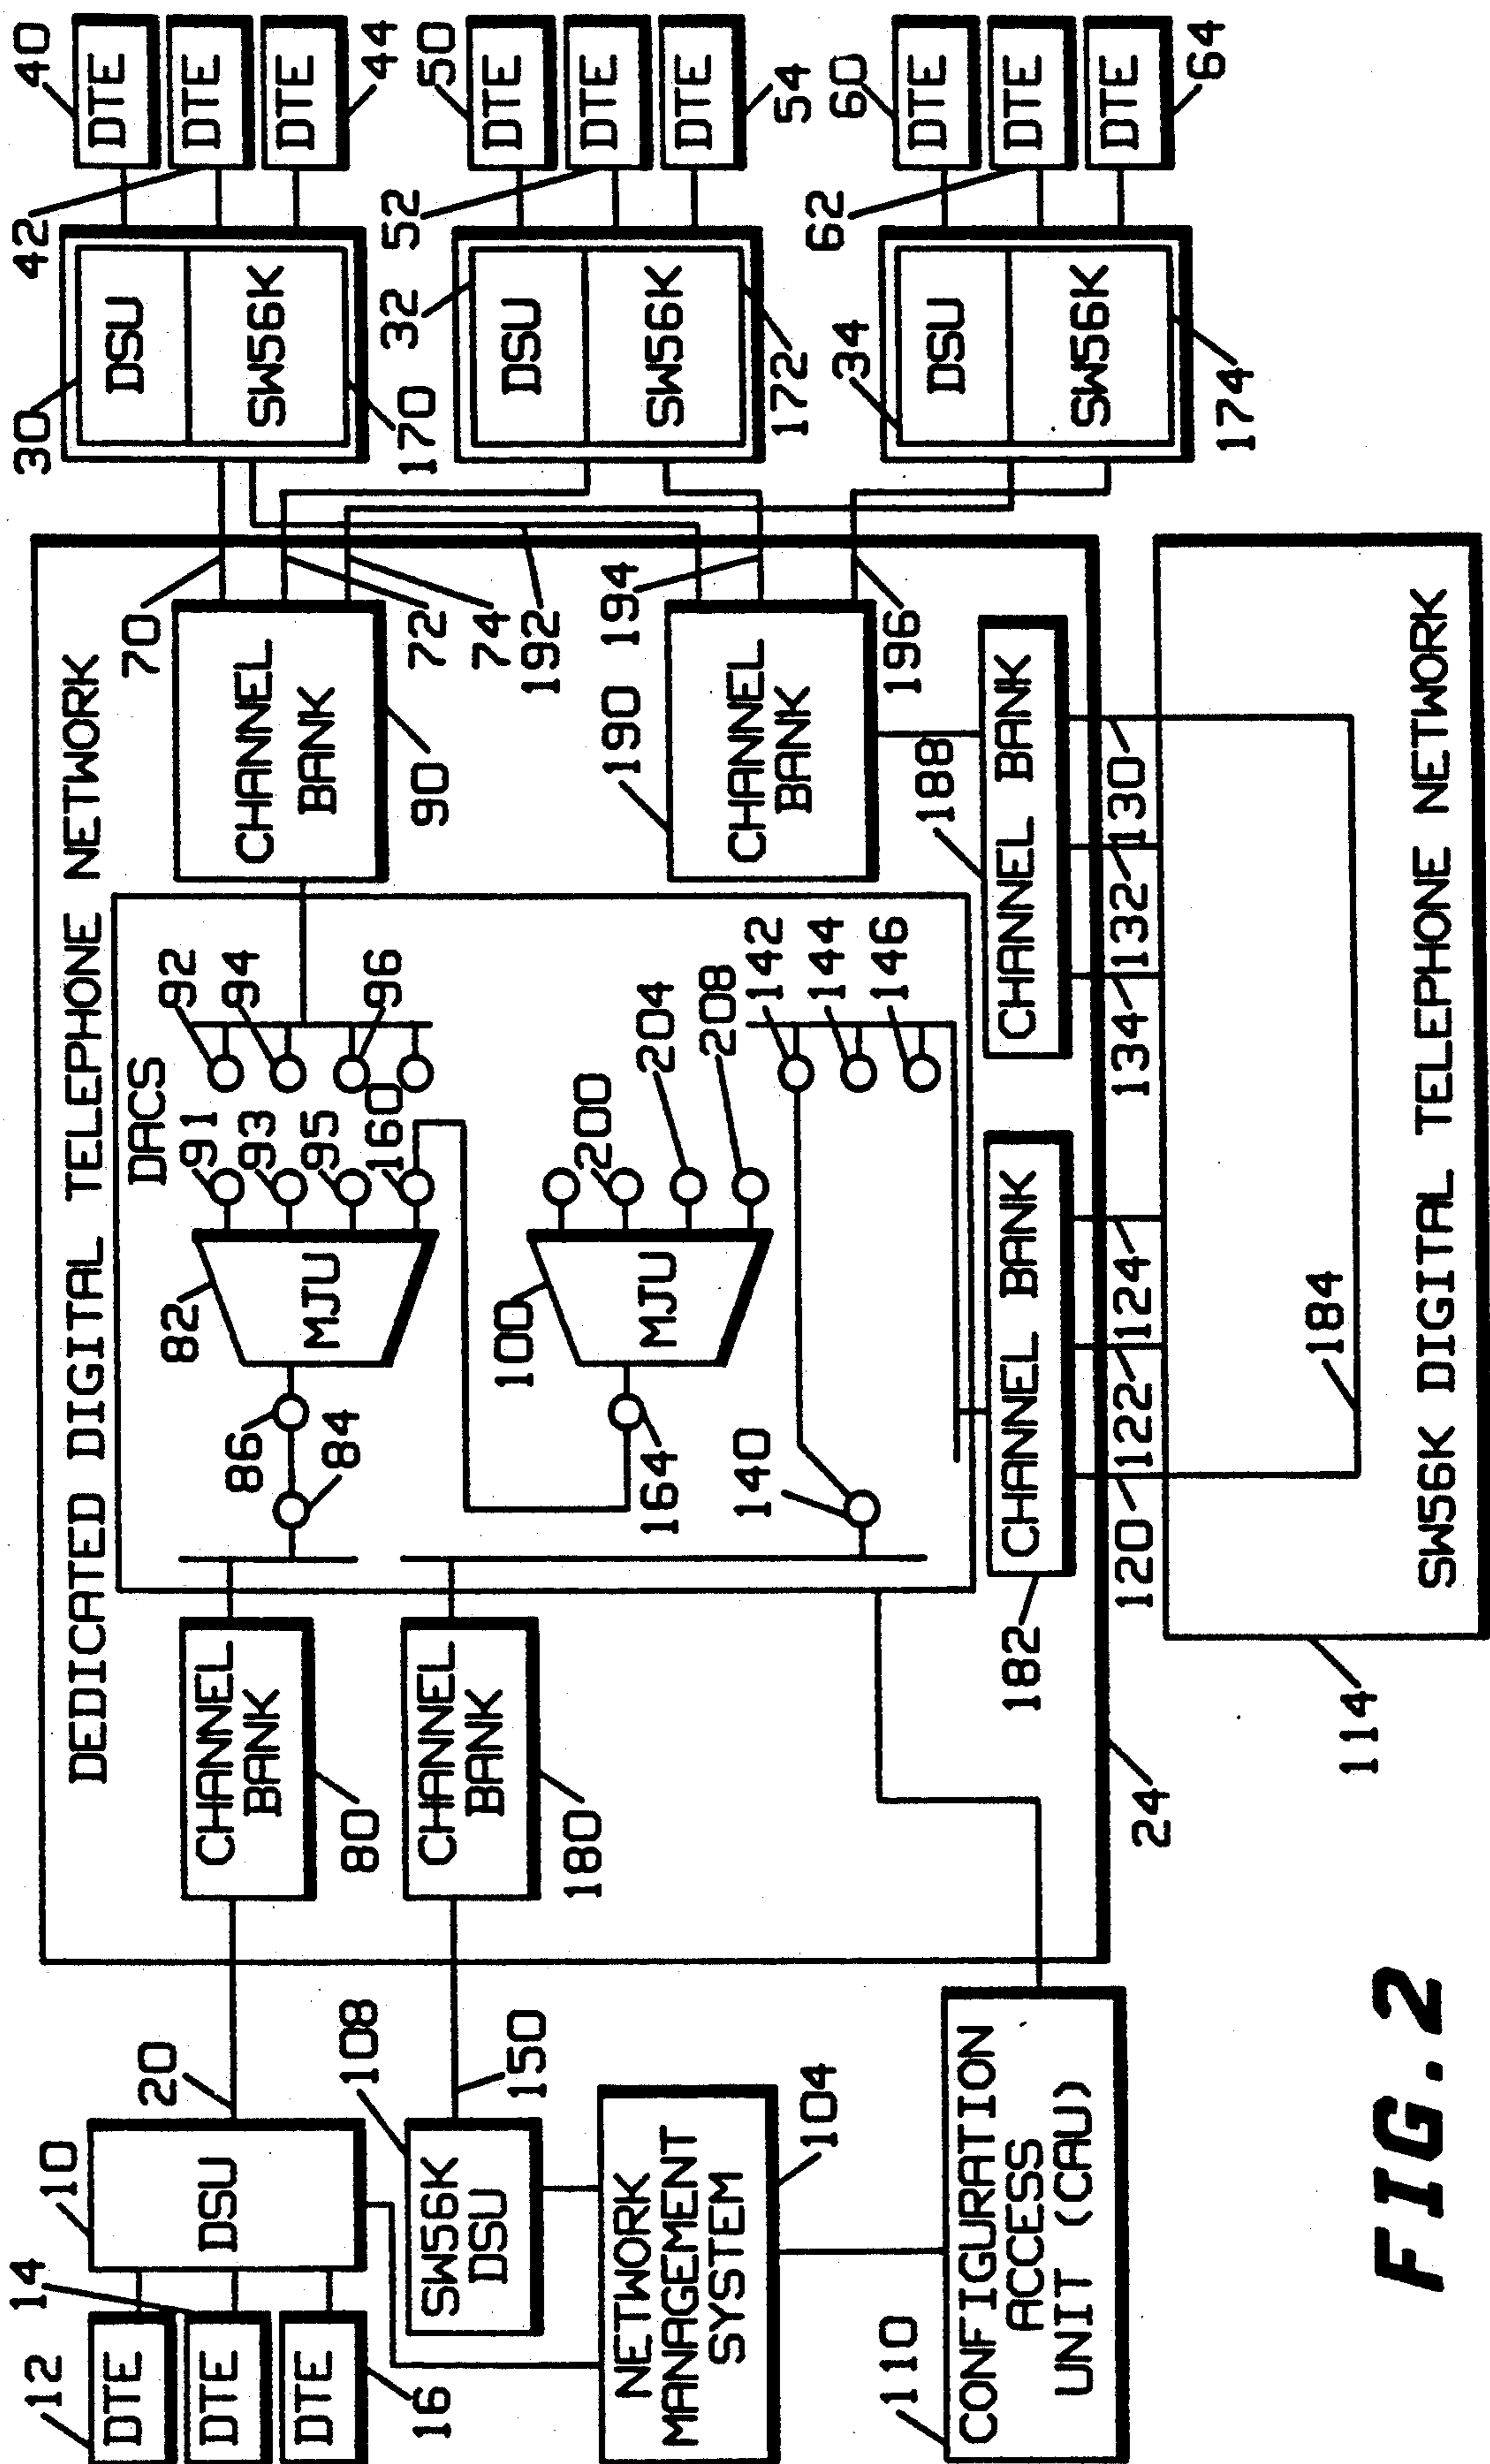 DEDICATED DIGITAL TELEPHONE NETWORK
12
14
16
DTE
DTE
DTE
10
DSU
20
108
SW56K
DSU
150
NETWORK
MANAGEMENT
SYSTEM
104
110
CONFIGURATION
ACCESS
UNIT (CAU)
CHANNEL
BANK
80
CHANNEL
BANK
180
24
DACS
84
86
82
MJU
91
93
95
160
92
94
96
100
MJU
164
200
204
208
140
142
144
146
CHANNEL
BANK
90
70
72
74
192
CHANNEL
BANK
190
194
196
182
CHANNEL BANK
188
CHANNEL BANK
120
122
124
134
132
130
184
114
SW56K DIGITAL TELEPHONE NETWORK
30
DSU
SW56K
170
32
DSU
SW56K
172
34
DSU
SW56K
174
40
42
44
DTE
DTE
DTE
50
52
54
DTE
DTE
DTE
60
62
64
DTE
DTE
DTE
FIG. 2